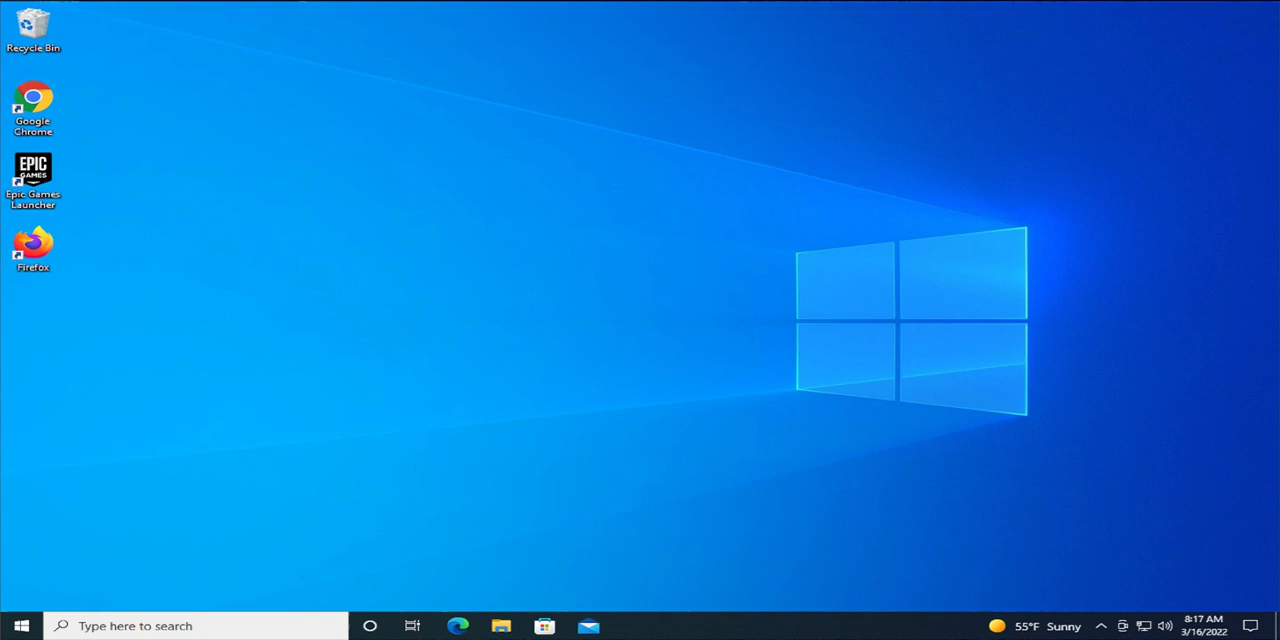 Recycle Bin
Google
Chrome
EPIC
GAMES
Epic Games
Launcher
Firefox
Type here to search
55°F Sunny
8:17 AM
3/16/2022